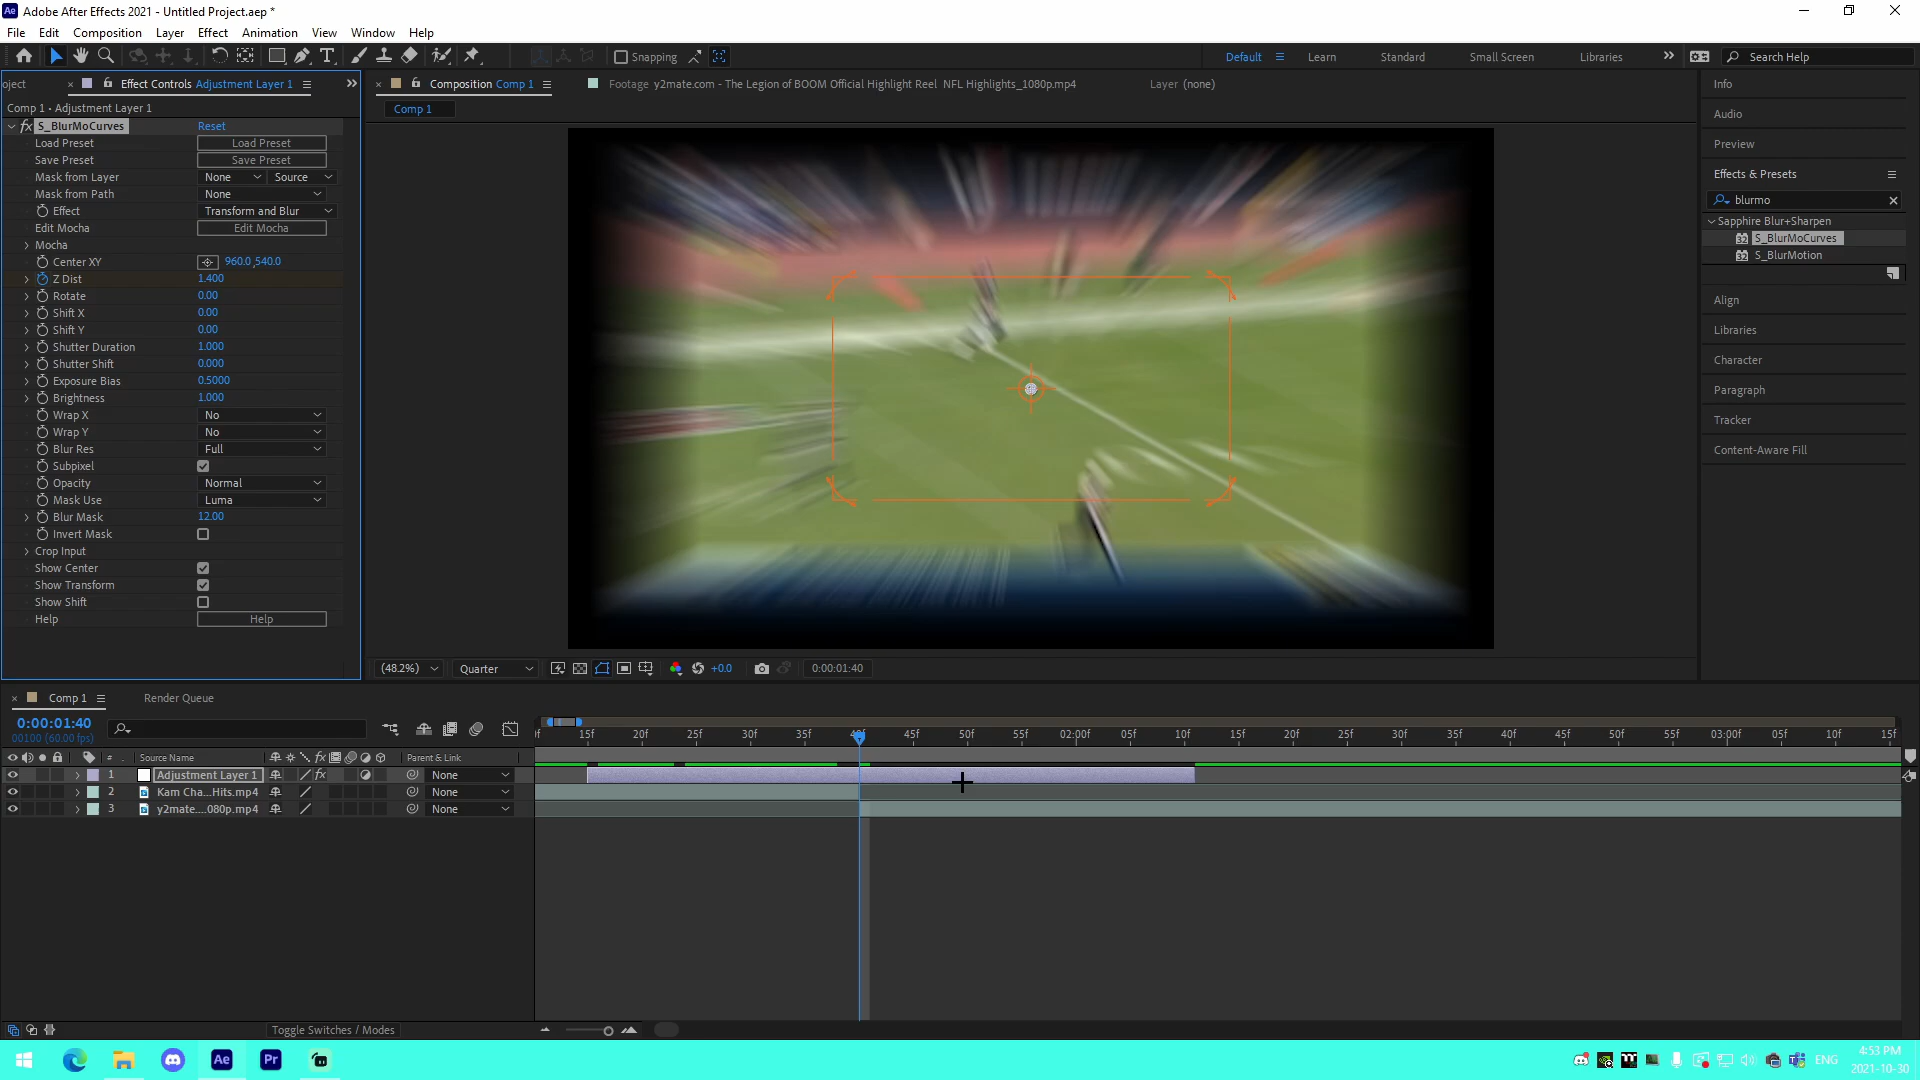 Adobe After Effects 2021 - Untitled Project.aep *
File Edit Composition Layer Effect Animation View Window Help
Snapping
Default Learn Standard Small Screen Libraries Search Help
oject Effect Controls Adjustment Layer 1
Composition Comp 1 Footage y2mate.com - The Legion of BOOM Official Highlight Reel NFL Highlights_1080p.mp4 Layer (none)
Comp 1 • Adjustment Layer 1
Comp 1
fx S_BlurMoCurves Reset
Load Preset Load Preset
Save Preset Save Preset
Mask from Layer None Source
Mask from Path None
Effect Transform and Blur
Edit Mocha Edit Mocha
Mocha
Center XY 960.0,540.0
Z Dist 1.400
Rotate 0.00
Shift X 0.00
Shift Y 0.00
Shutter Duration 1.000
Shutter Shift 0.000
Exposure Bias 0.5000
Brightness 1.000
Wrap X No
Wrap Y No
Blur Res Full
Subpixel
Opacity Normal
Mask Use Luma
Blur Mask 12.00
Invert Mask
Crop Input
Show Center
Show Transform
Show Shift
Help Help
Info
Audio
Preview
Effects & Presets
blurmo
Sapphire Blur+Sharpen
32 S_BlurMoCurves
32 S_BlurMotion
Align
Libraries
Character
Paragraph
Tracker
Content-Aware Fill
(48.2%) Quarter +0.0 0:00:01:40
Comp 1 Render Queue
0:00:01:40
00100 (60.00 fps)
0f 15f 20f 25f 30f 35f 40f 45f 50f 55f 02:00f 05f 10f 15f 20f 25f 30f 35f 40f 45f 50f 55f 03:00f 05f 10f 15f
# Source Name fx Parent & Link
1 Adjustment Layer 1 fx None
2 Kam Cha...Hits.mp4 None
3 y2mate....080p.mp4 None
Toggle Switches / Modes
Ae Pr
ENG
4:53 PM
2021-10-30